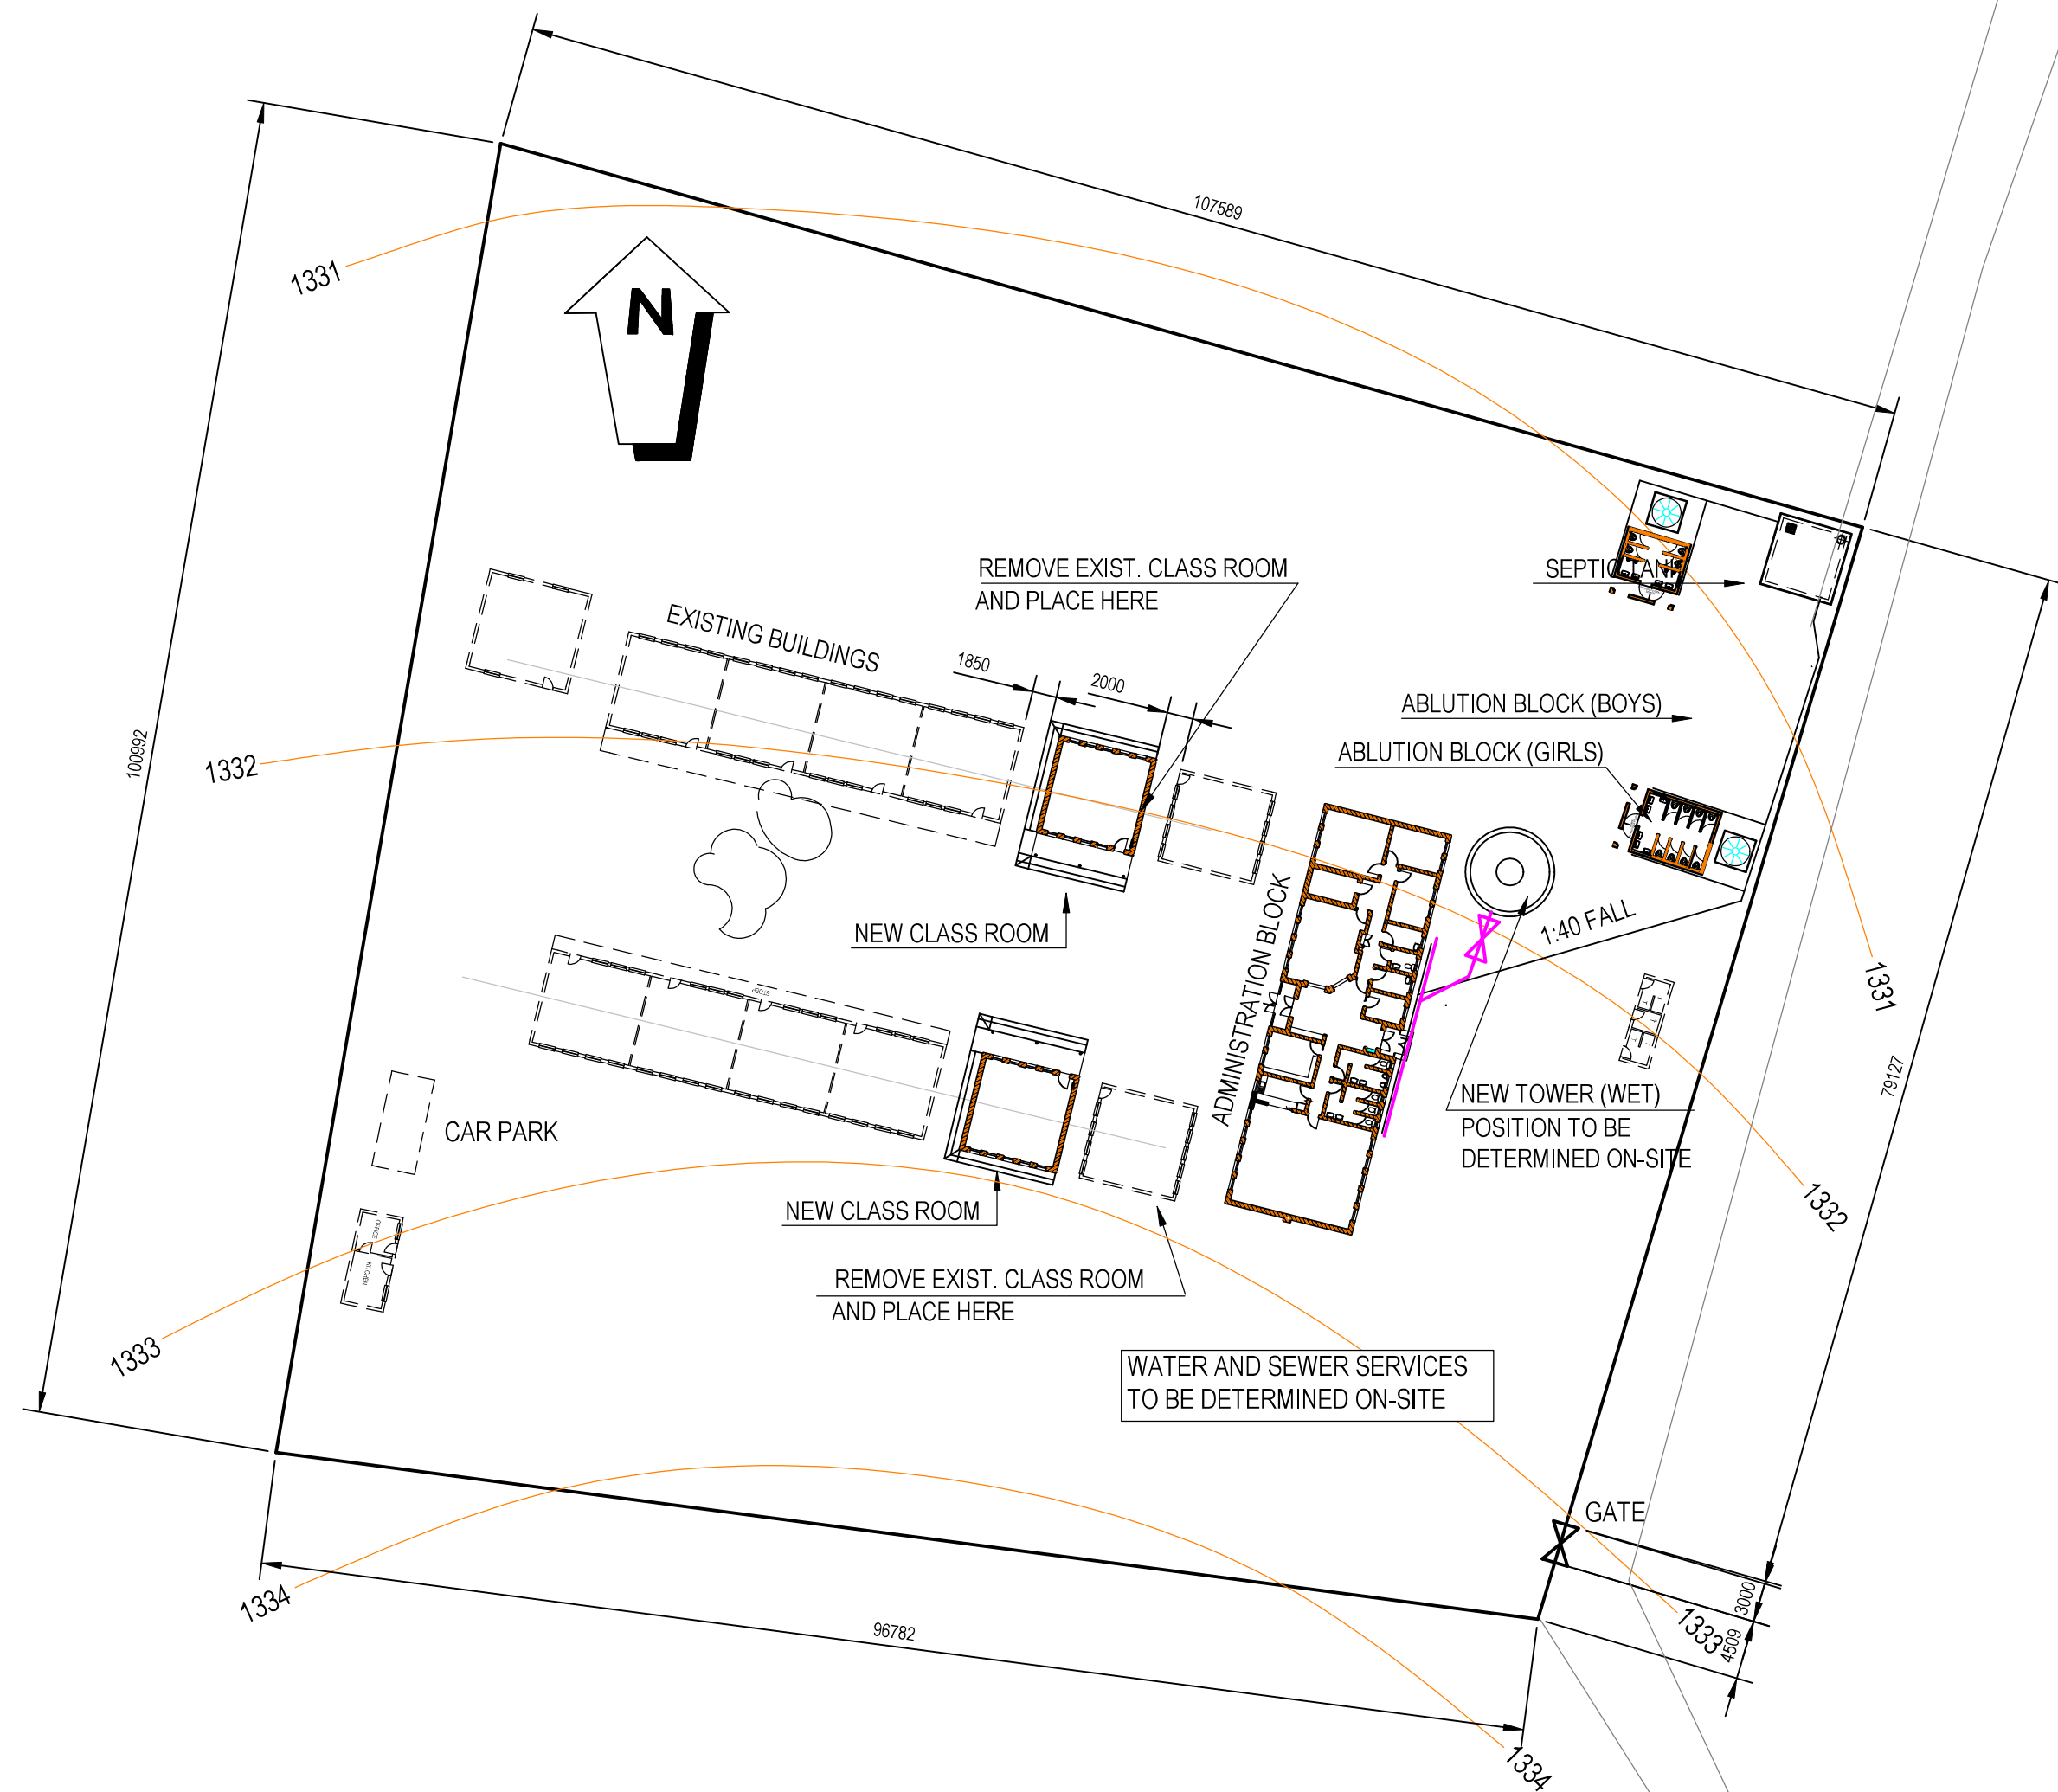 107589
1331
N
REMOVE EXIST. CLASS ROOM
AND PLACE HERE
SEPTIC TANK
EXISTING BUILDINGS
1850
2000
ABLUTION BLOCK (BOYS)
ABLUTION BLOCK (GIRLS)
100992
1332
NEW CLASS ROOM
ADMINISTRATION BLOCK
1:40 FALL
1331
STOEP
CAR PARK
NEW TOWER (WET)
POSITION TO BE
DETERMINED ON-SITE
79127
1332
NEW CLASS ROOM
OFFICE
KITCHEN
REMOVE EXIST. CLASS ROOM
AND PLACE HERE
1333
WATER AND SEWER SERVICES
TO BE DETERMINED ON-SITE
GATE
3000
1333
4509
1334
96782
1334